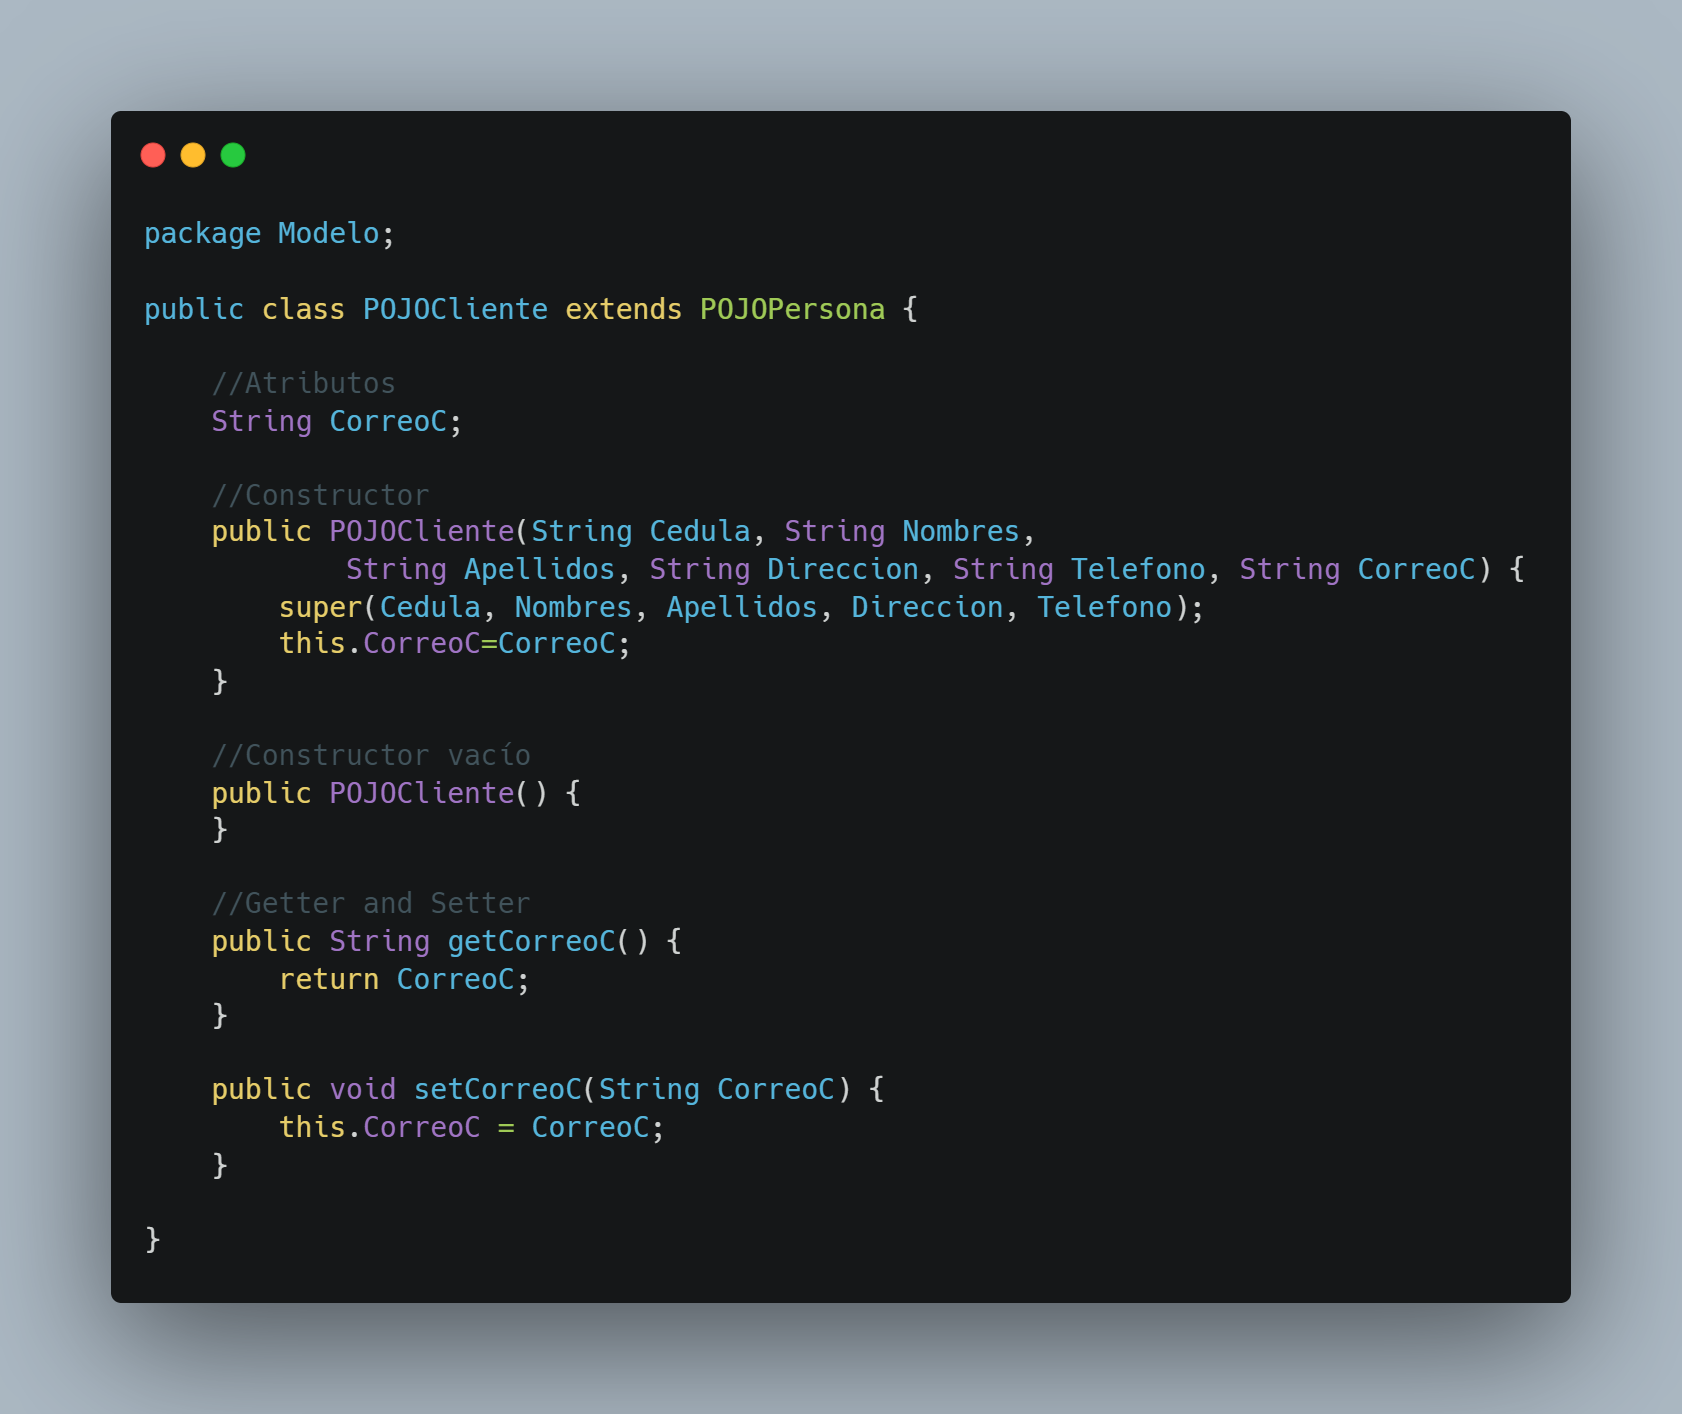 package Modelo;
public class POJOCliente extends POJOPersona {
//Atributos
String CorreoC;
//Constructor
public POJOCliente(String Cedula, String Nombres,
String Apellidos, String Direccion, String Telefono, String CorreoC) {
super(Cedula, Nombres, Apellidos, Direccion, Telefono);
this.CorreoC=CorreoC;
}
//Constructor vacío
public POJOCliente() {
}
//Getter and Setter
public String getCorreoC() {
return CorreoC;
}
public void setCorreoC(String CorreoC) {
this.CorreoC = CorreoC;
}
}